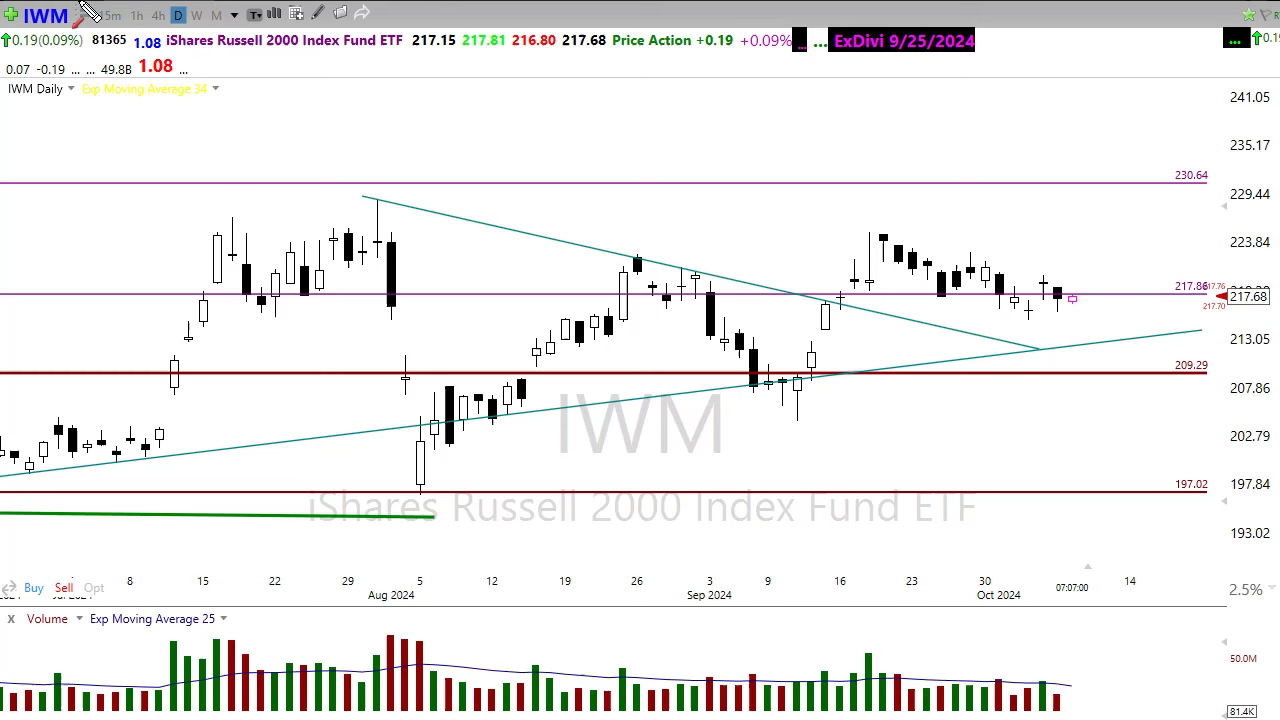 IWM 15m 1h 4h D W M T
0.19(0.09%) 81365 1.08 iShares Russell 2000 Index Fund ETF 217.15 217.81 216.80 217.68 Price Action +0.19 +0.09% ... ... ExDivi 9/25/2024 ... 0.19
0.07 -0.19 ... ... 49.8B 1.08 ...
IWM Daily Exp Moving Average 34
241.05
235.17
230.64
229.44
223.84
217.86 217.76
217.68
217.70
213.05
209.29
207.86
IWM
202.79
197.02 197.84
iShares Russell 2000 Index Fund ETF
193.02
8 15 22 29 5 12 19 26 3 9 16 23 30 14
Buy Sell Opt 07:07:00 2.5%
Aug 2024 Sep 2024 Oct 2024
X Volume Exp Moving Average 25
50.0M
81.4K